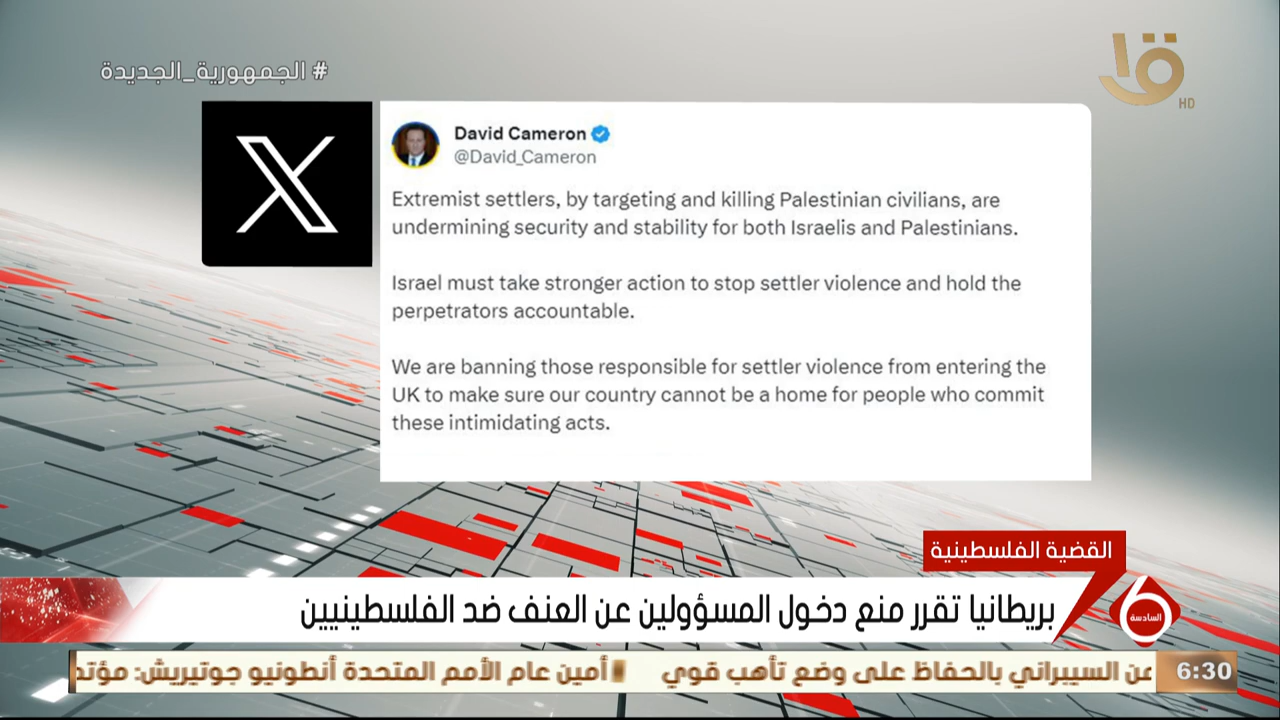 #الجمهورية_الجديدة
HD
David Cameron
@David_Cameron
Extremist settlers, by targeting and killing Palestinian civilians, are
undermining security and stability for both Israelis and Palestinians.
Israel must take stronger action to stop settler violence and hold the
perpetrators accountable.
We are banning those responsible for settler violence from entering the
UK to make sure our country cannot be a home for people who commit
these intimidating acts.
القضية الفلسطينية
السادسة
بريطانيا تقرر منع دخول المسؤولين عن العنف ضد الفلسطينيين
6:30
السيبراني بالحفاظ على وضع تأهب قوي
أمين عام الأمم المتحدة أنطونيو جوتيريش: